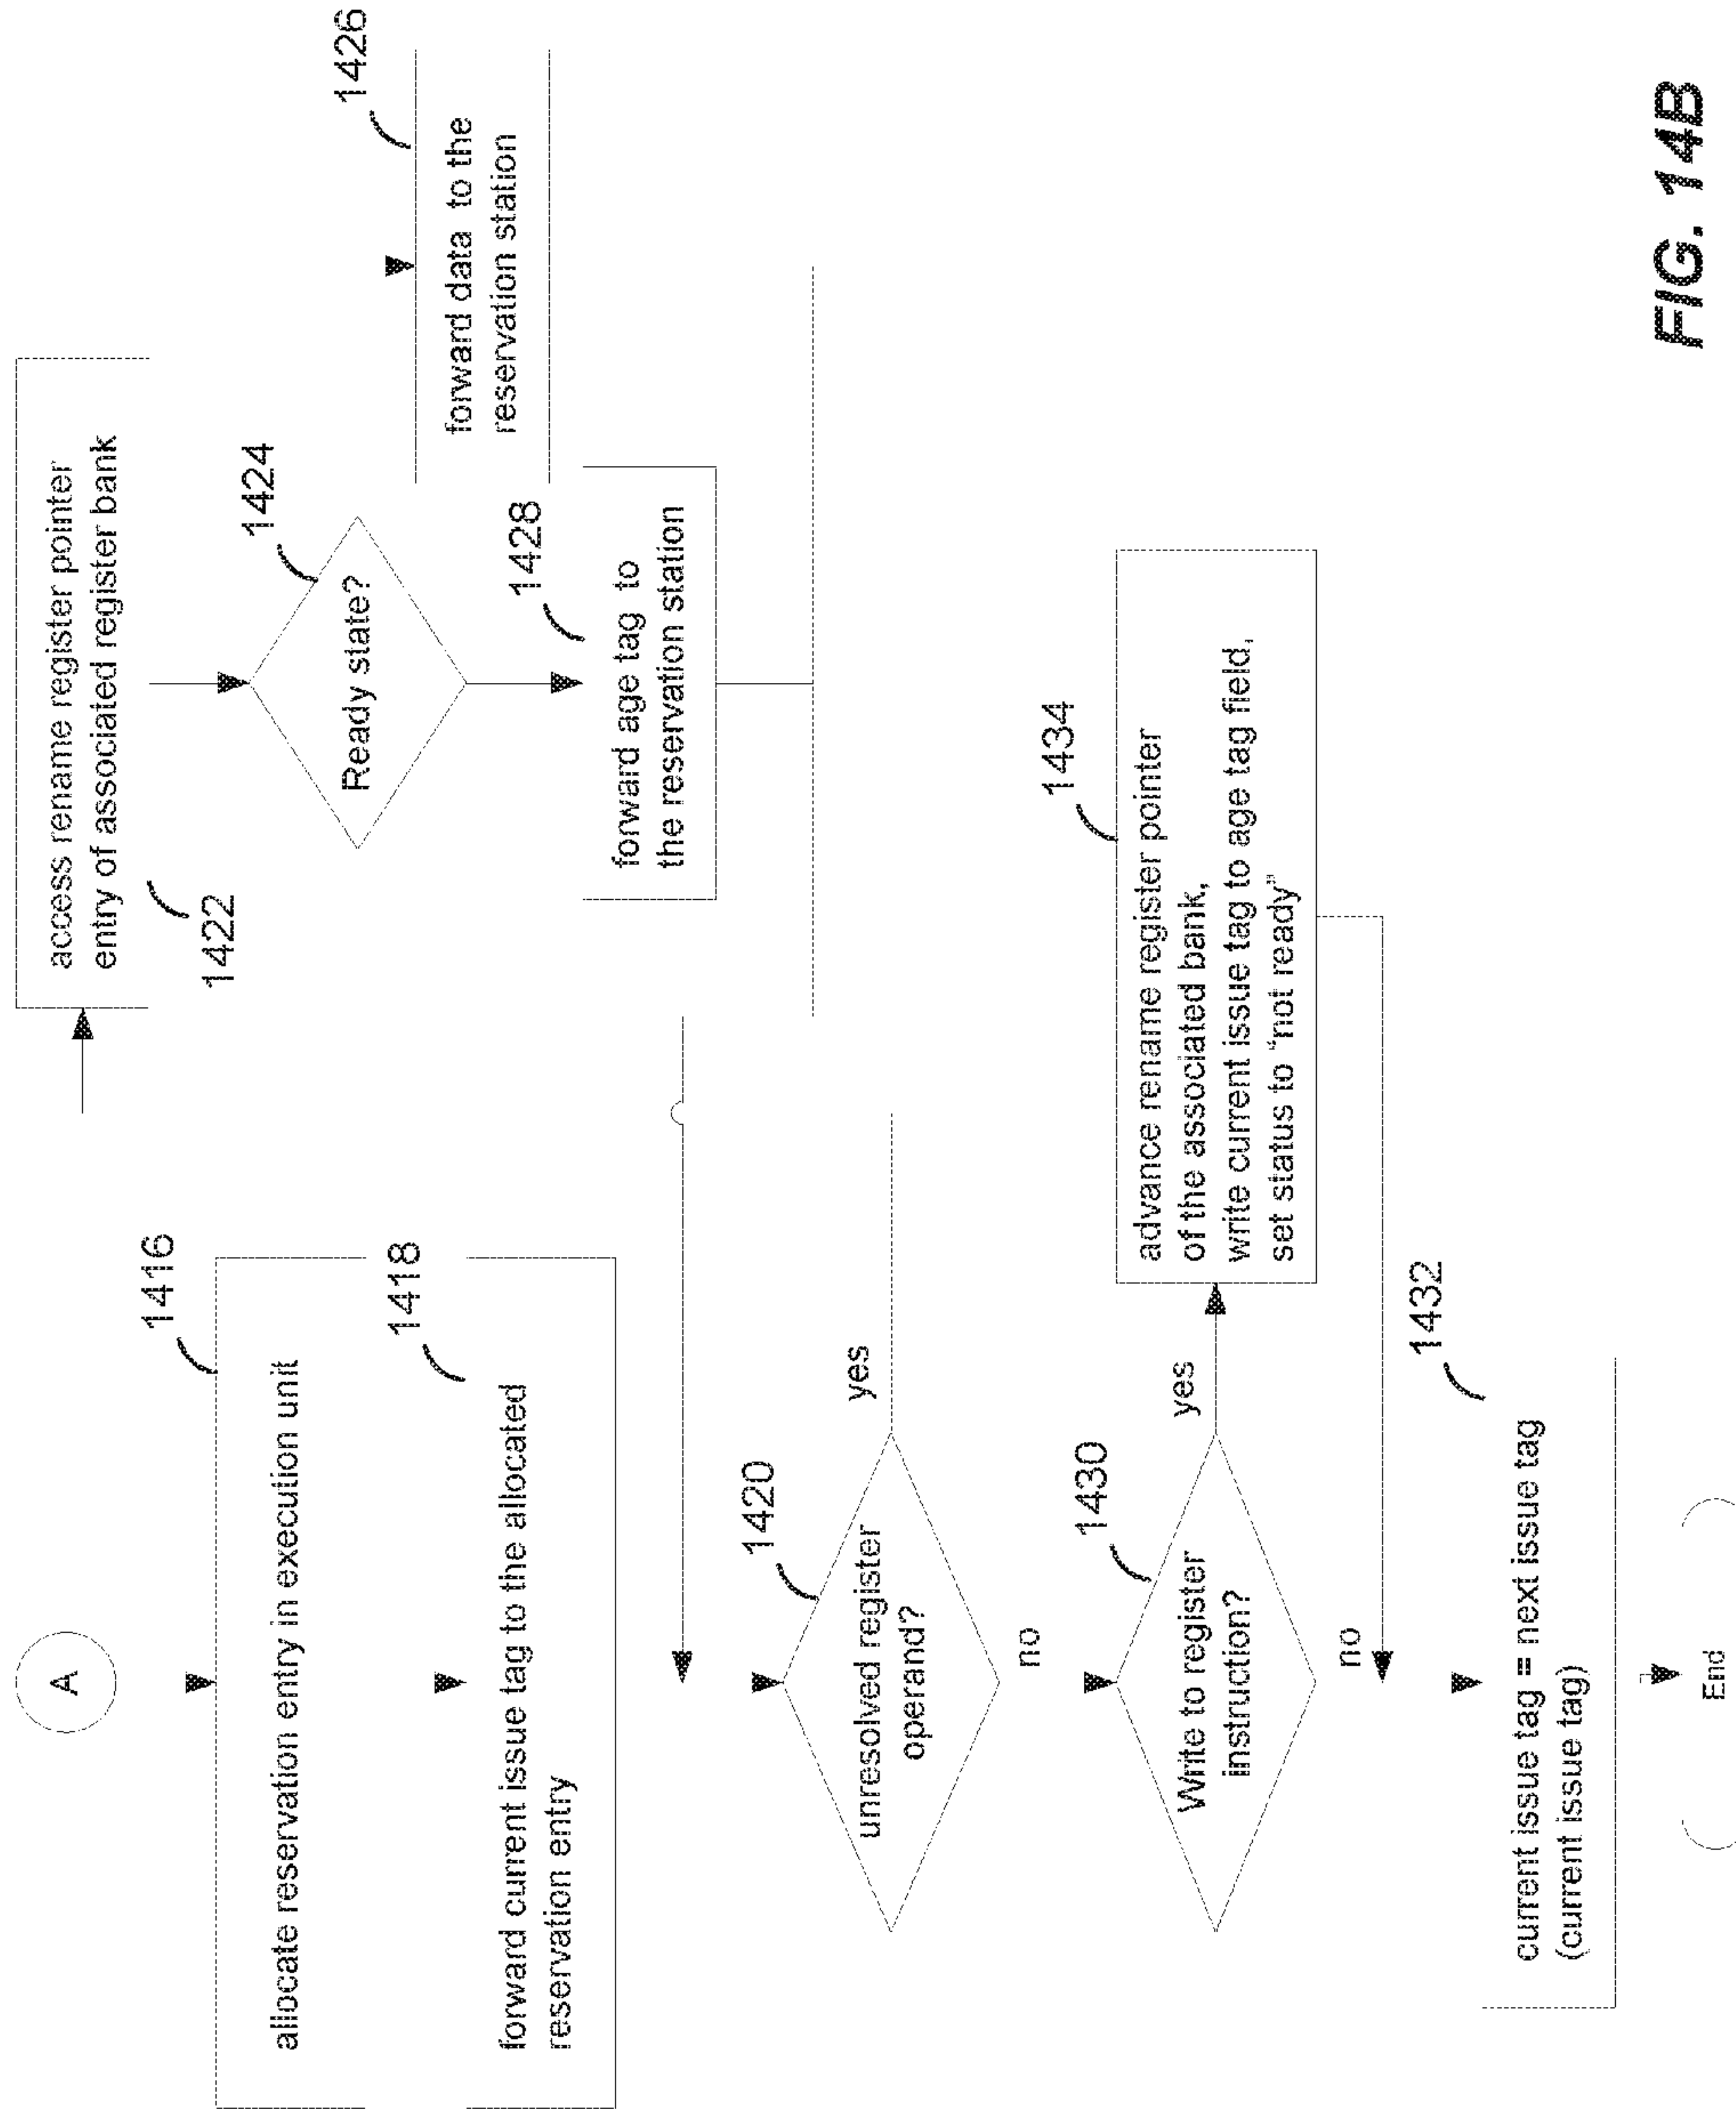 A
1416
allocate reservation entry in execution unit
1418
forward current issue tag to the allocated
reservation entry
1420
unresolved register
operand?
yes
no
1430
Write to register
instruction?
yes
no
1432
current issue tag = next issue tag
(current issue tag)
End
access rename register pointer
entry of associated register bank
1422
1424
Ready state?
1426
forward data to the
reservation station
1428
forward age tag to
the reservation station
1434
advance rename register pointer
of the associated bank,
write current issue tag to age tag field,
set status to “not ready”
FIG. 14B